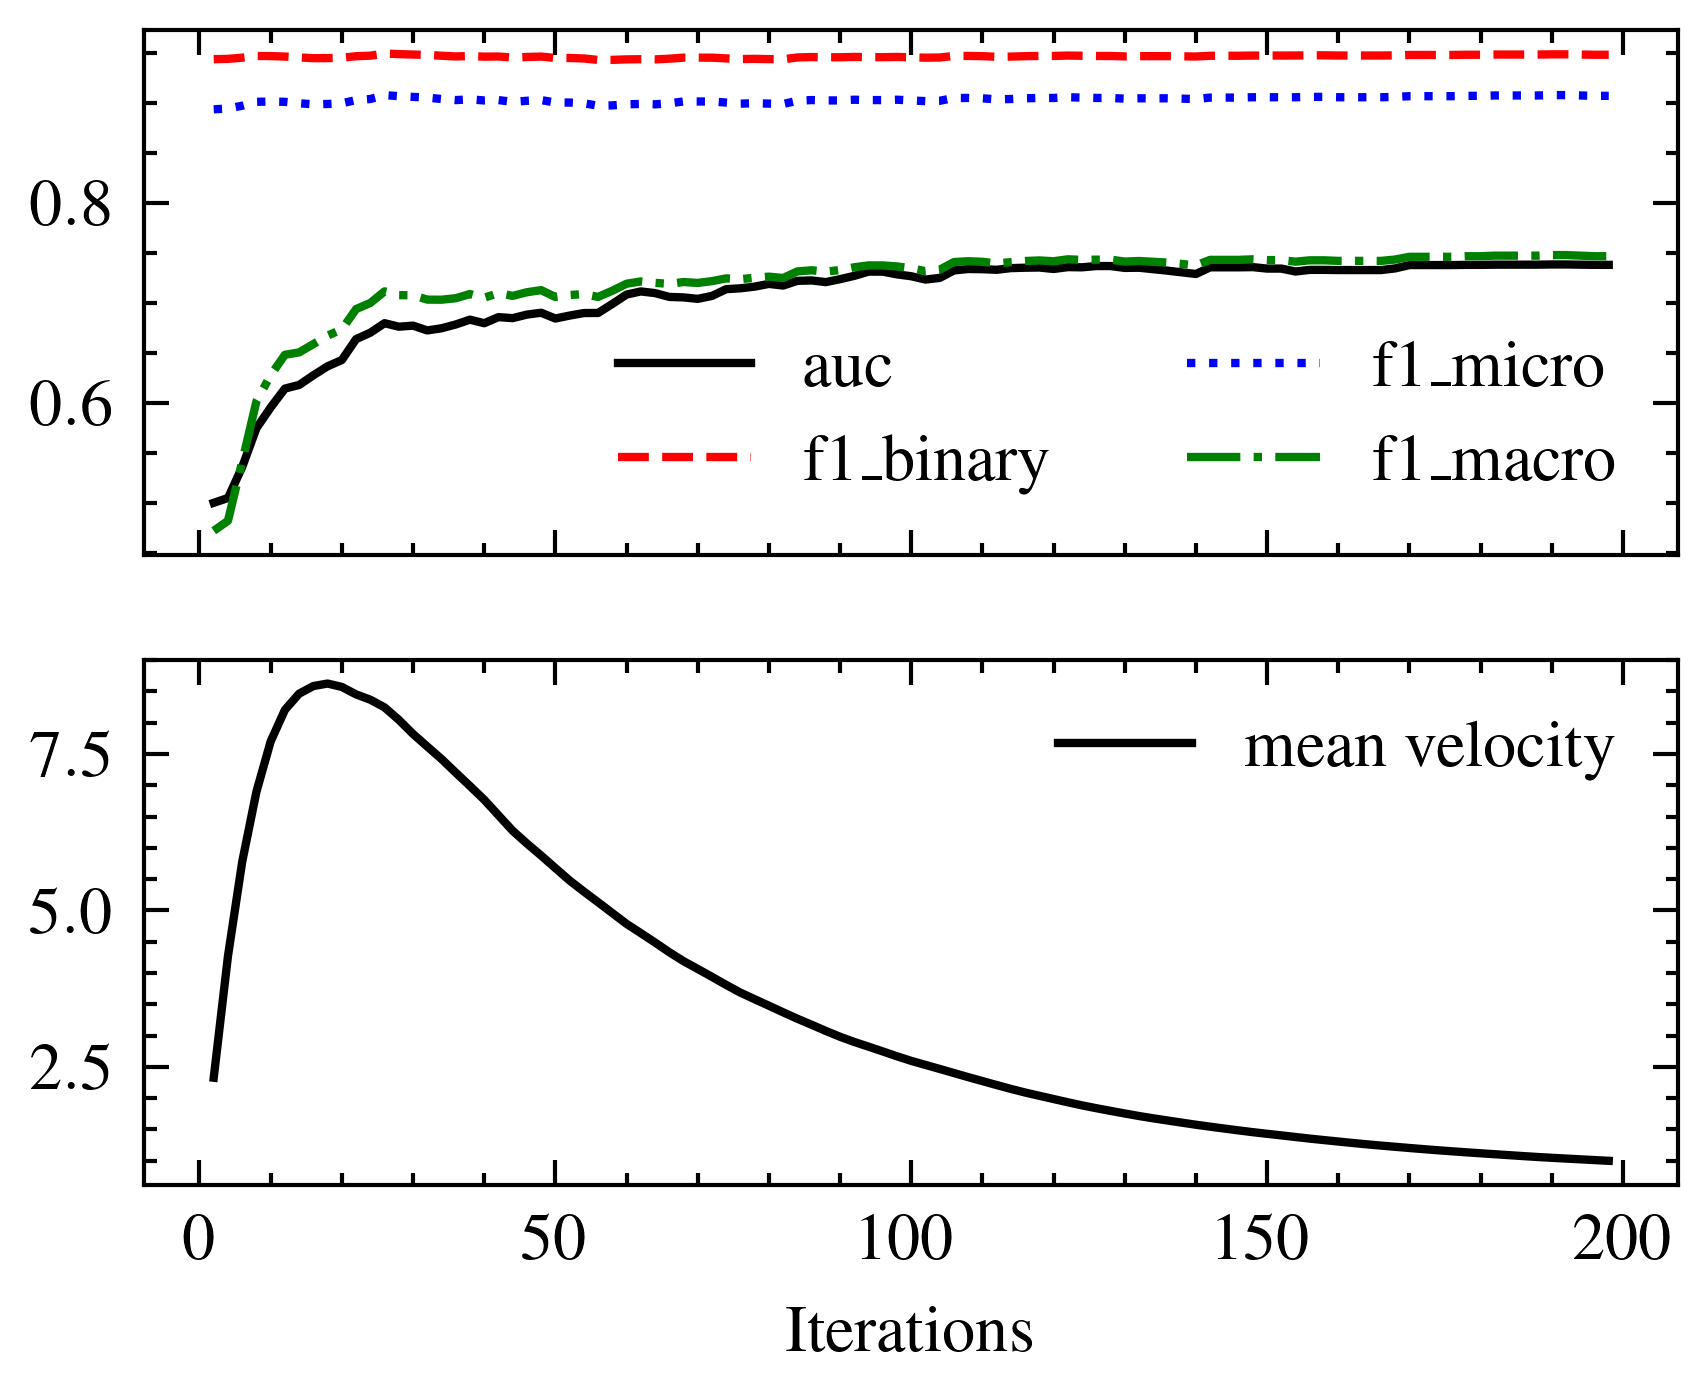 0.8
0.6
auc
f1_binary
f1_micro
f1_macro
7.5
5.0
2.5
mean velocity
0 50 100 150 200
Iterations